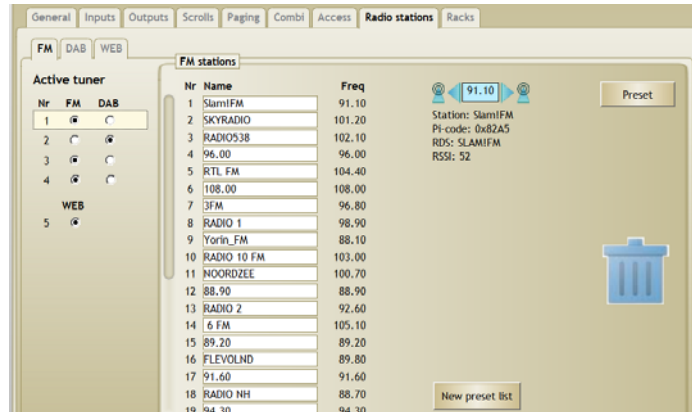 General Inputs Outputs Scrolls Paging Combi Access Radio stations Racks
FM DAB WEB
Active tuner
Nr FM DAB
1
2
3
4
WEB
5
FM stations
Nr Name Freq
1 Slam!FM 91.10
2 SKYRADIO 101.20
3 RADIO538 102.10
4 96.00 96.00
5 RTL FM 104.40
6 108.00 108.00
7 3FM 96.80
8 RADIO 1 98.90
9 Yorin_FM 88.10
10 RADIO 10 FM 103.00
11 NOORDZEE 100.70
12 88.90 88.90
13 RADIO 2 92.60
14 6 FM 105.10
15 89.20 89.20
16 FLEVOLND 89.80
17 91.60 91.60
18 RADIO NH 88.70
19 94.30 94.30
91.10
Station: Slam!FM
Pi-code: 0x82A5
RDS: SLAM!FM
RSSI: 52
Preset
New preset list